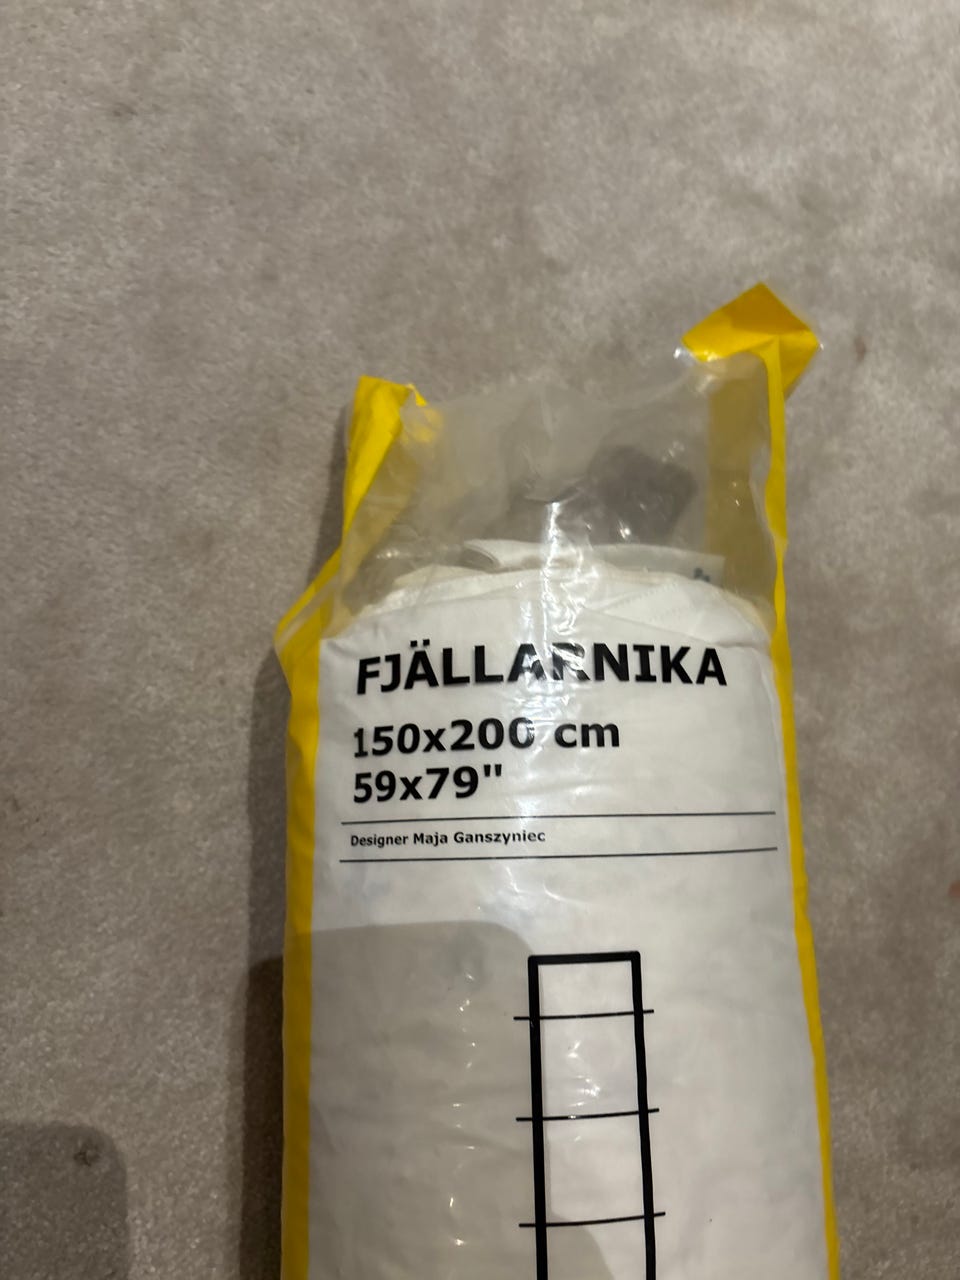 FJÄLLARNIKA
150x200 cm
59x79"
Designer Maja Ganszyniec